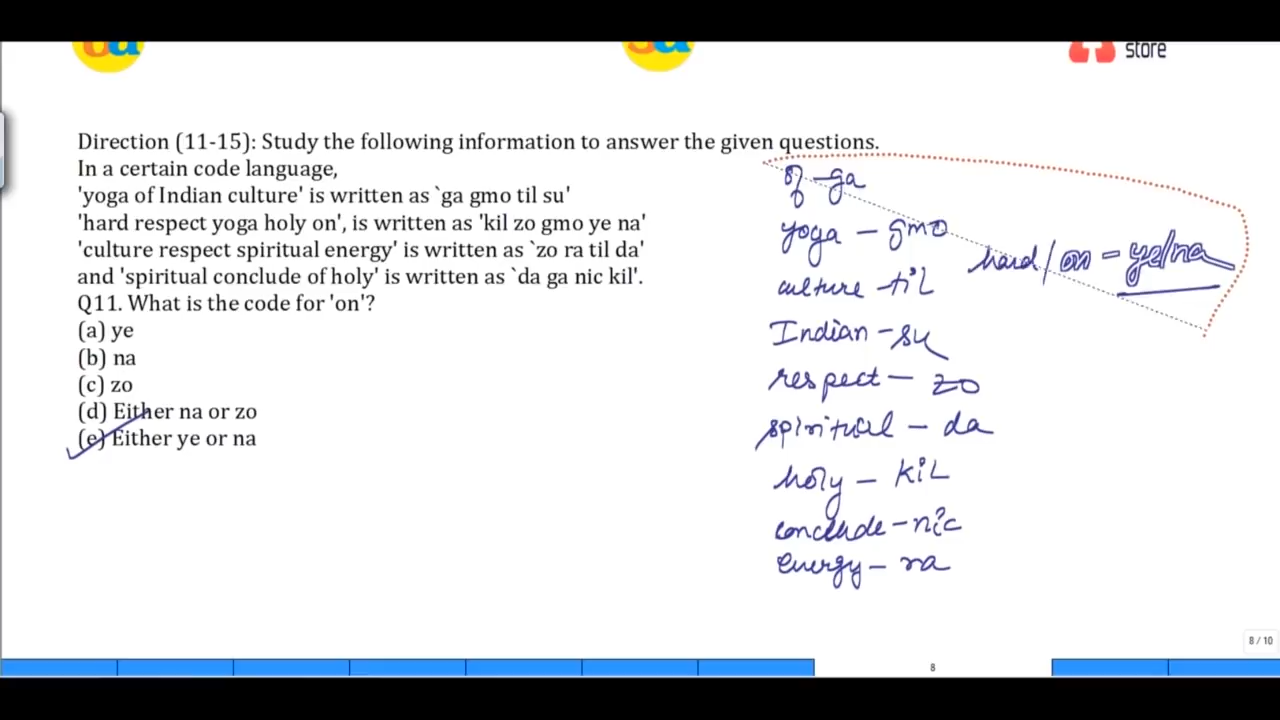 store
Direction (11-15): Study the following information to answer the given questions.
In a certain code language,
'yoga of Indian culture' is written as `ga gmo til su'
'hard respect yoga holy on', is written as 'kil zo gmo ye na'
'culture respect spiritual energy' is written as `zo ra til da'
and 'spiritual conclude of holy' is written as `da ga nic kil'.
Q11. What is the code for 'on'?
(a) ye
(b) na
(c) zo
(d) Either na or zo
(e) Either ye or na
of - ga
yoga - gmo
culture - til
Indian - su
respect - zo
spiritual - da
holy - kil
conclude - nic
energy - ra
hard/on - ye/na
8 / 10
8